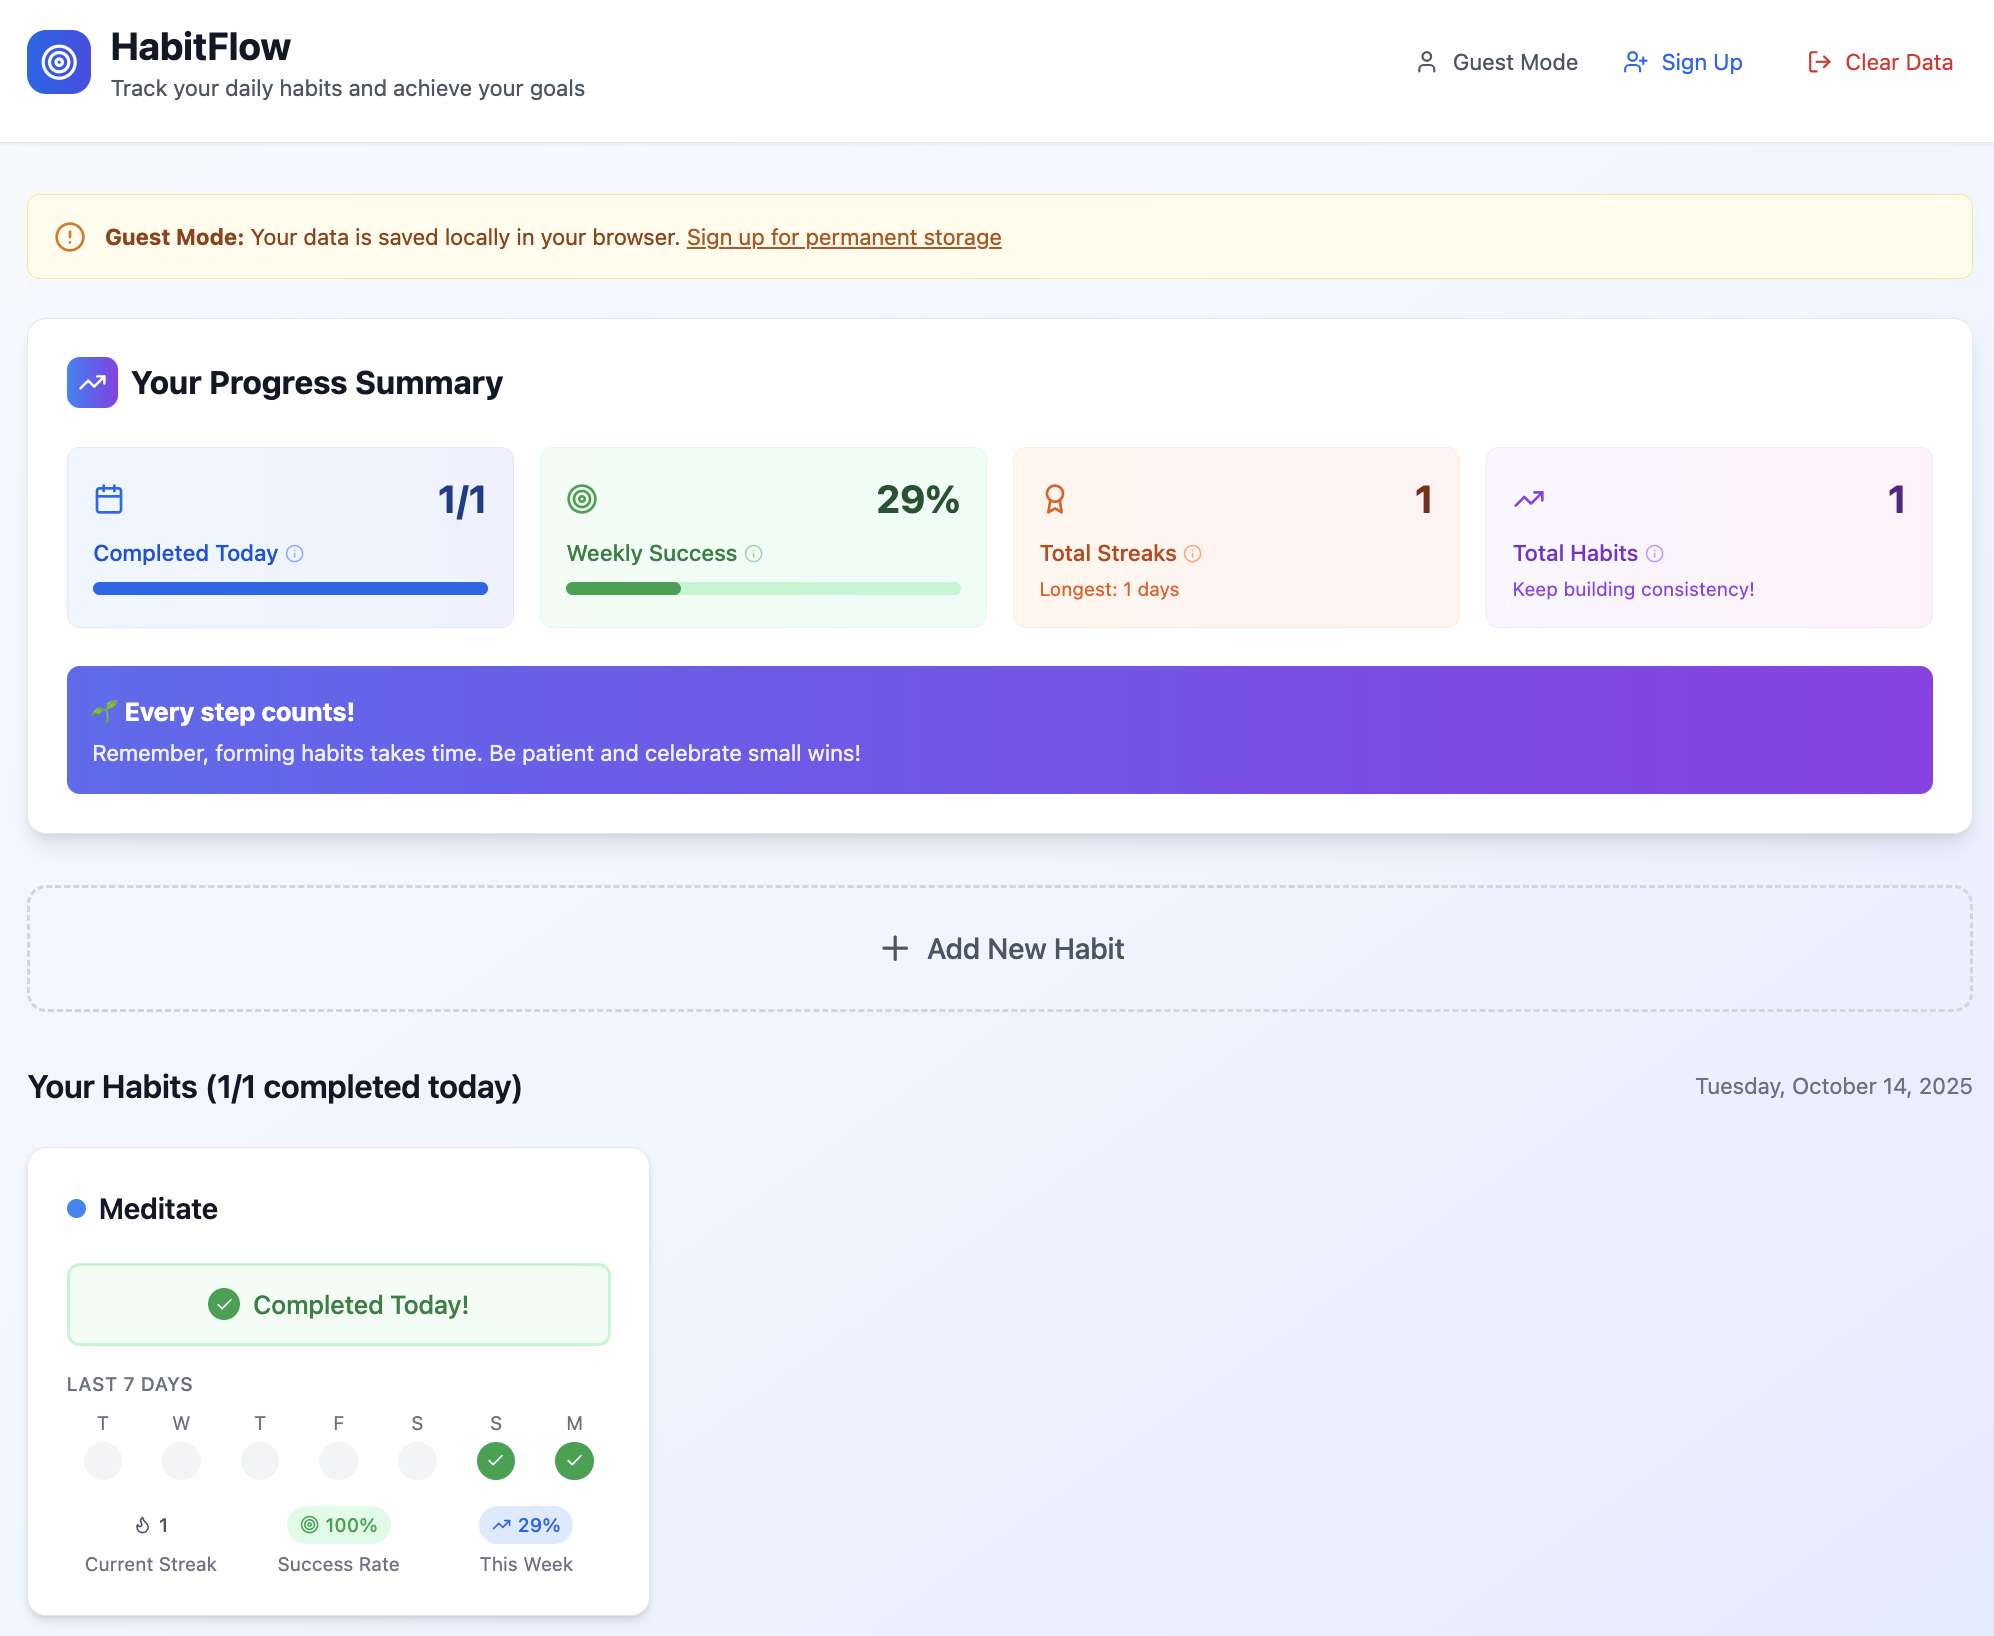 HabitFlow
Track your daily habits and achieve your goals
Guest Mode
Sign Up
Clear Data
Guest Mode: Your data is saved locally in your browser. Sign up for permanent storage
Your Progress Summary
1/1
Completed Today
29%
Weekly Success
1
Total Streaks
Longest: 1 days
1
Total Habits
Keep building consistency!
🌱 Every step counts!
Remember, forming habits takes time. Be patient and celebrate small wins!
+ Add New Habit
Your Habits (1/1 completed today)
Tuesday, October 14, 2025
Meditate
Completed Today!
LAST 7 DAYS
T W T F S S M
1 100% 29%
Current Streak Success Rate This Week